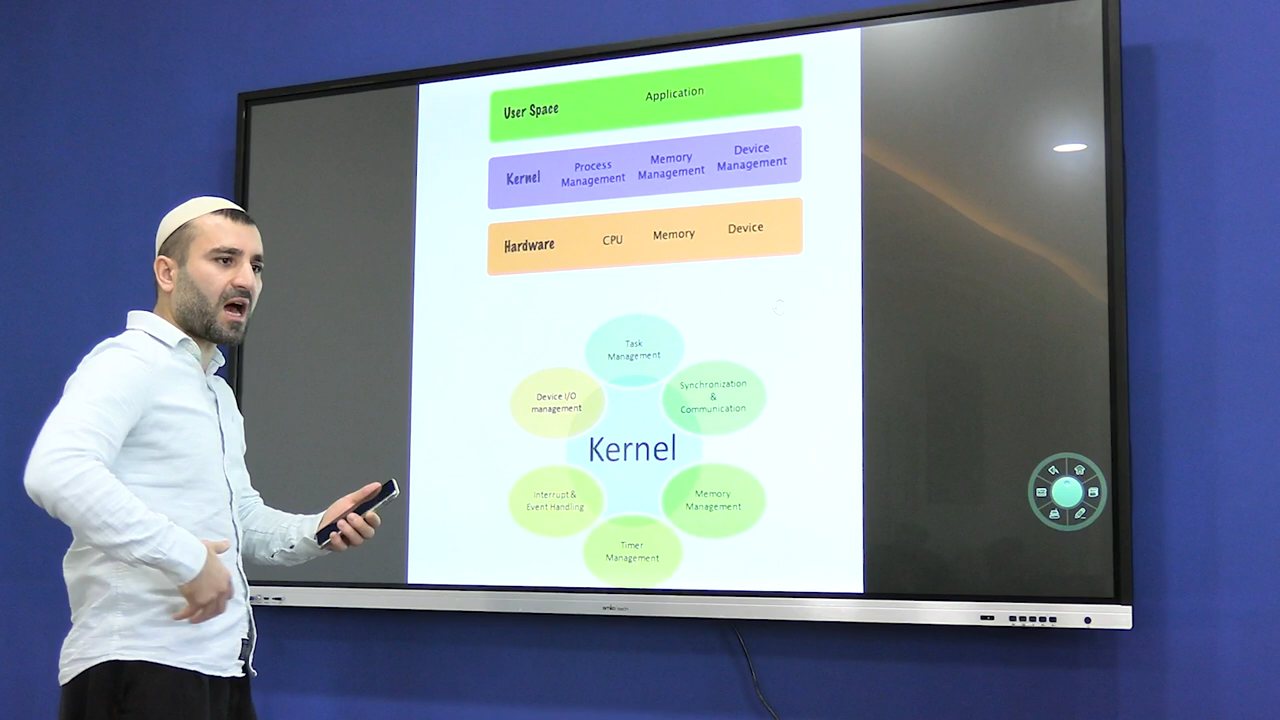 User Space
Application
Kernel
Process
Management
Memory
Management
Device
Management
Hardware
CPU
Memory
Device
Task
Management
Device I/O
management
Synchronization
&
Communication
Kernel
Interrupt &
Event Handling
Memory
Management
Timer
Management